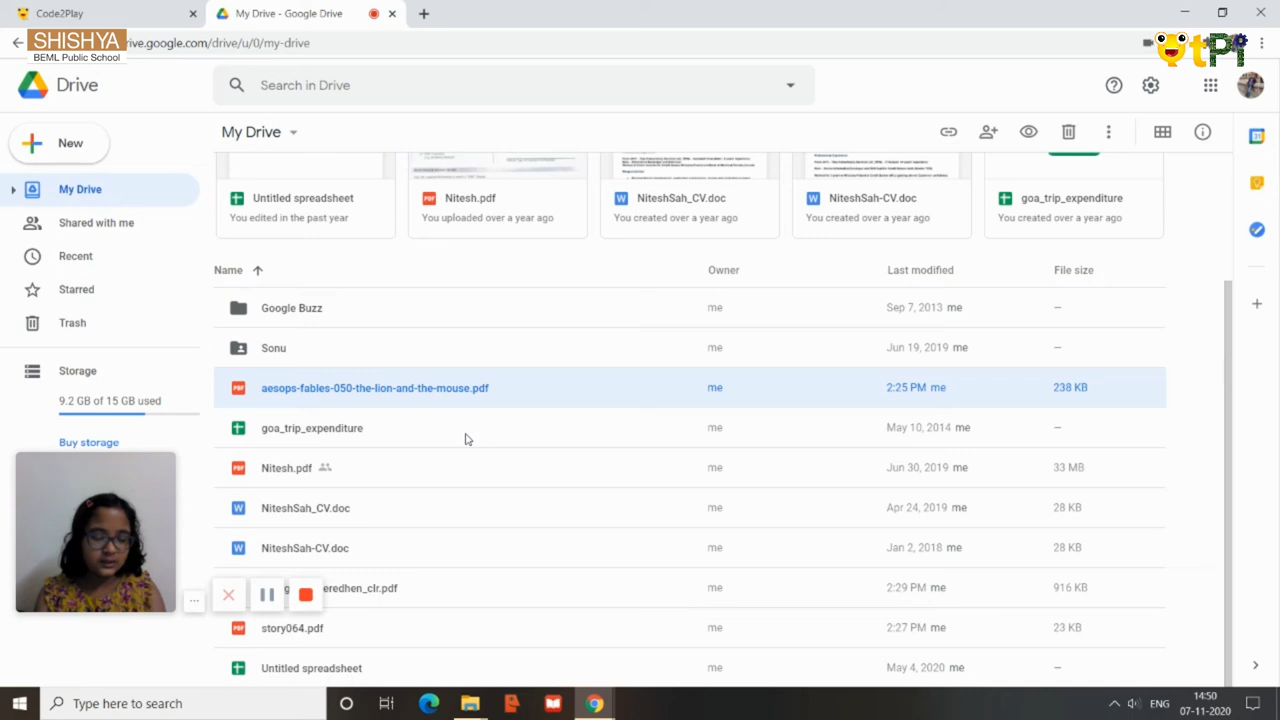 Code2Play
My Drive - Google Drive
SHISHYA
BEML Public School
rive.google.com/drive/u/0/my-drive
QtPi
Drive
Search in Drive
New
My Drive
Shared with me
Recent
Starred
Trash
Storage
9.2 GB of 15 GB used
Buy storage
My Drive
Untitled spreadsheet
You edited in the past year
Nitesh.pdf
You uploaded over a year ago
NiteshSah_CV.doc
You created over a year ago
NiteshSah-CV.doc
You created over a year ago
goa_trip_expenditure
You created over a year ago
Name Owner Last modified File size
Google Buzz me Sep 7, 2013 me –
Sonu me Jun 19, 2019 me –
aesops-fables-050-the-lion-and-the-mouse.pdf me 2:25 PM me 238 KB
goa_trip_expenditure me May 10, 2014 me –
Nitesh.pdf me Jun 30, 2019 me 33 MB
NiteshSah_CV.doc me Apr 24, 2019 me 28 KB
NiteshSah-CV.doc me Jan 2, 2018 me 28 KB
eredhen_clr.pdf me 2:29 PM me 916 KB
story064.pdf me 2:27 PM me 23 KB
Untitled spreadsheet me May 4, 2020 me –
Type here to search
ENG
14:50
07-11-2020